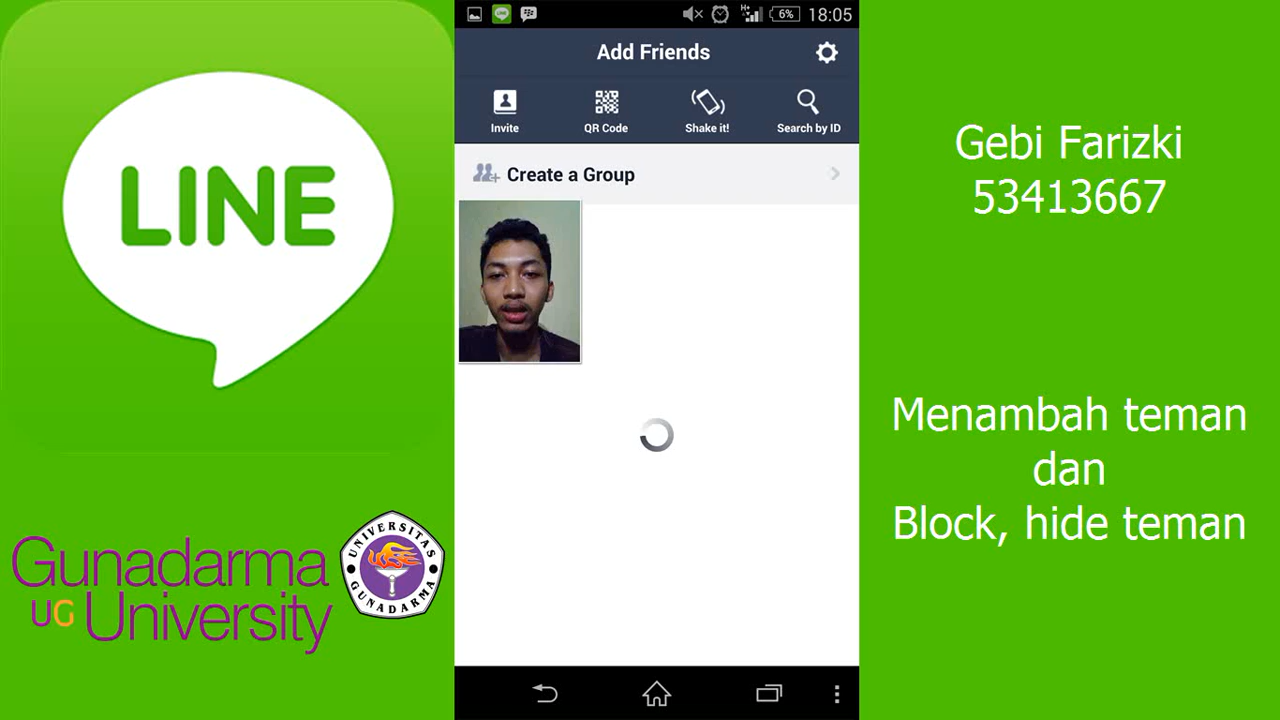 LINE
Gunadarma
UG University
UNIVERSITAS
GUNADARMA
6%
18:05
Add Friends
Invite
QR Code
Shake it!
Search by ID
Create a Group
Gebi Farizki
53413667
Menambah teman
dan
Block, hide teman